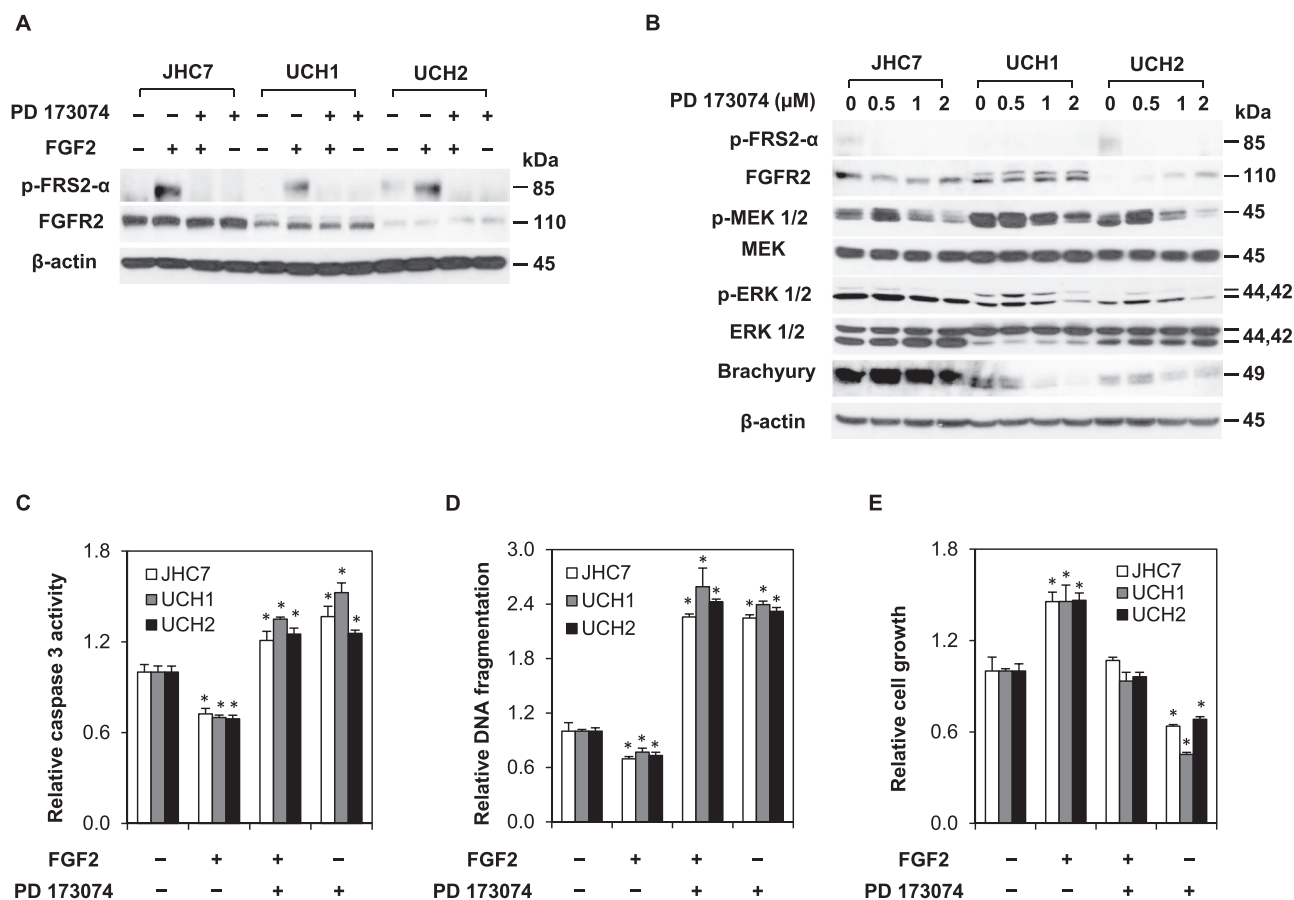 A
JHC7 UCH1 UCH2
PD 173074 – – + + – – + + – – + +
FGF2 – + + – – + + – – + + –
kDa
p-FRS2-α 85
FGFR2 110
β-actin 45
B
JHC7 UCH1 UCH2
PD 173074 (µM) 0 0.5 1 2 0 0.5 1 2 0 0.5 1 2
kDa
p-FRS2-α 85
FGFR2 110
p-MEK 1/2 45
MEK 45
p-ERK 1/2 44,42
ERK 1/2 44,42
Brachyury 49
β-actin 45
C
Relative caspase 3 activity
1.8
1.2
0.6
0.0
JHC7
UCH1
UCH2
* * * * * * * * *
FGF2 – + + –
PD 173074 – – + +
D
Relative DNA fragmentation
3.0
2.4
1.8
1.2
0.6
0.0
JHC7
UCH1
UCH2
* * * * * * * * *
FGF2 – + + –
PD 173074 – – + +
E
Relative cell growth
1.8
1.2
0.6
0.0
JHC7
UCH1
UCH2
* * * * * *
FGF2 – + + –
PD 173074 – – + +